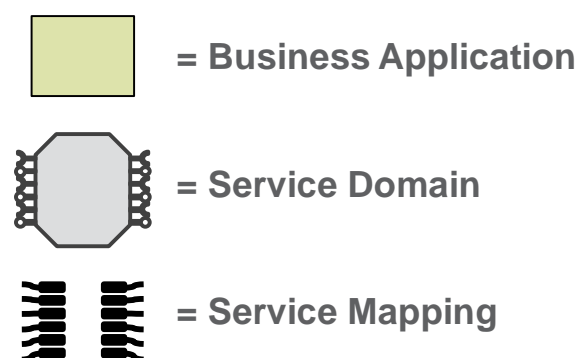 = Business Application
= Service Domain
= Service Mapping